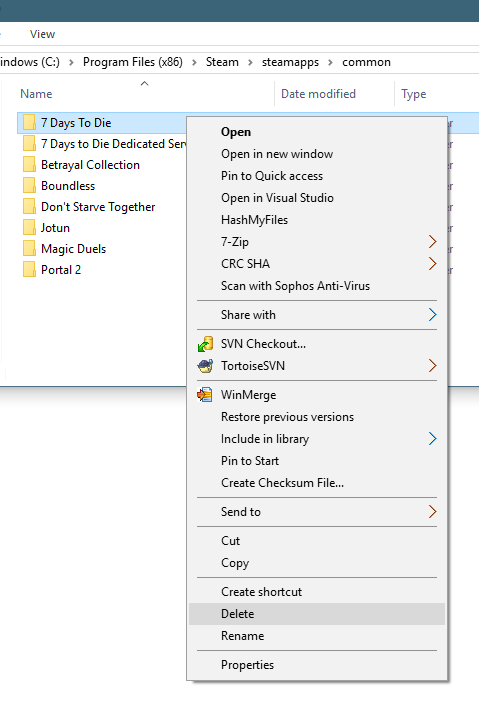 View
indows (C:) > Program Files (x86) > Steam > steamapps > common
Name Date modified Type
7 Days To Die
7 Days to Die Dedicated Ser
Betrayal Collection
Boundless
Don't Starve Together
Jotun
Magic Duels
Portal 2
Open
Open in new window
Pin to Quick access
Open in Visual Studio
HashMyFiles
7-Zip
CRC SHA
Scan with Sophos Anti-Virus
Share with
SVN Checkout...
TortoiseSVN
WinMerge
Restore previous versions
Include in library
Pin to Start
Create Checksum File...
Send to
Cut
Copy
Create shortcut
Delete
Rename
Properties